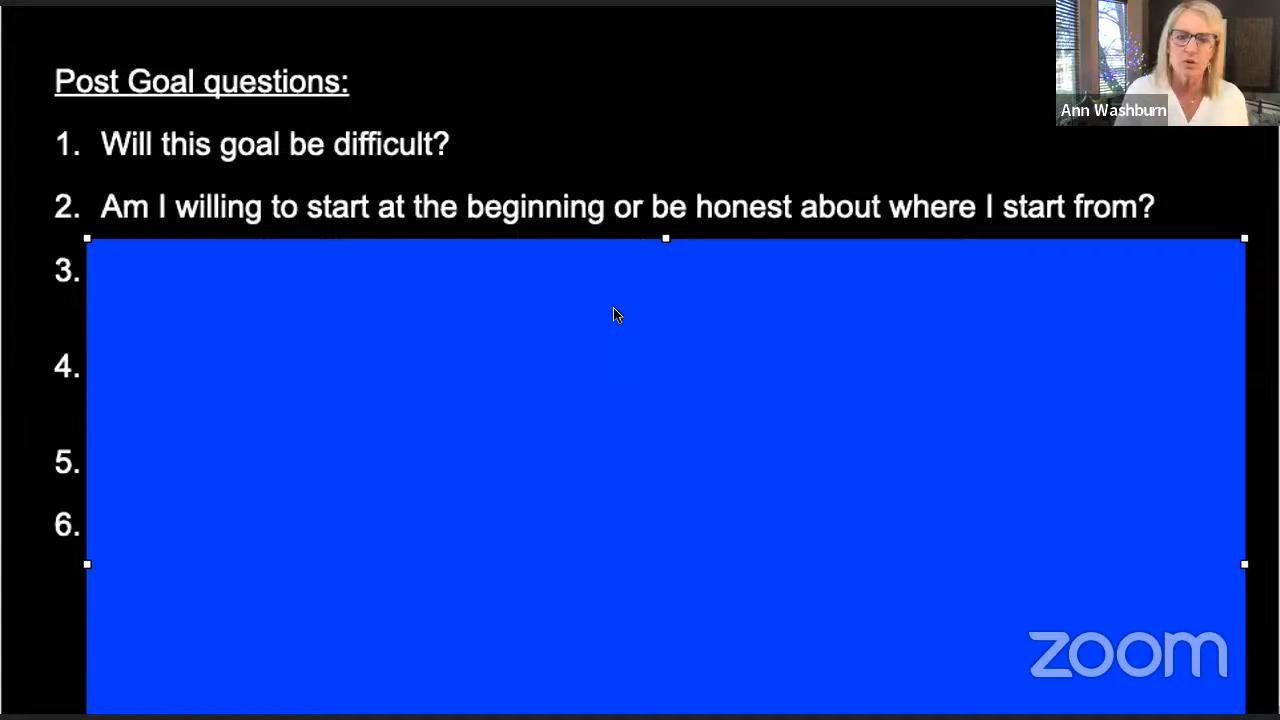 Post Goal questions:
1. Will this goal be difficult?
2. Am I willing to start at the beginning or be honest about where I start from?
3.
4.
5.
6.
Ann Washburn
zoom